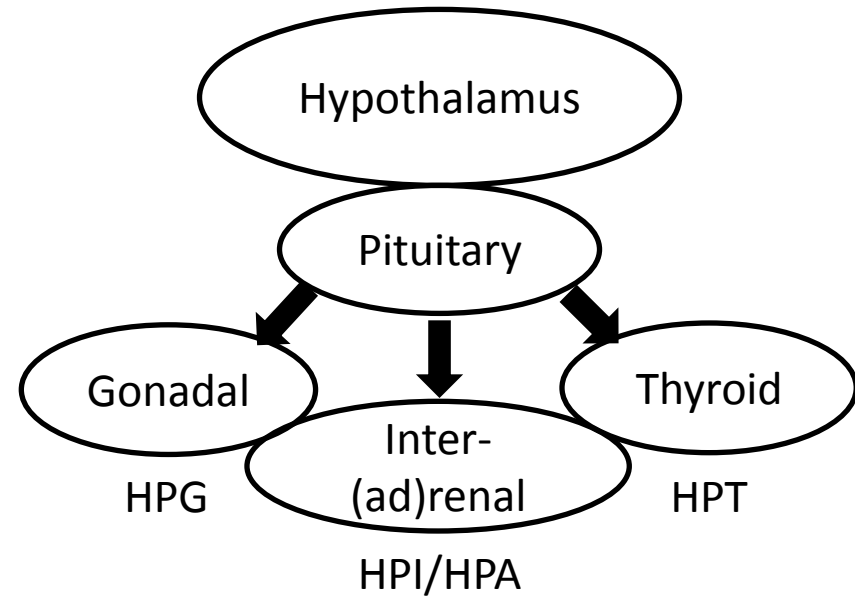 Hypothalamus
Pituitary
Gonadal
Thyroid
Inter-
(ad)renal
HPG
HPT
HPI/HPA